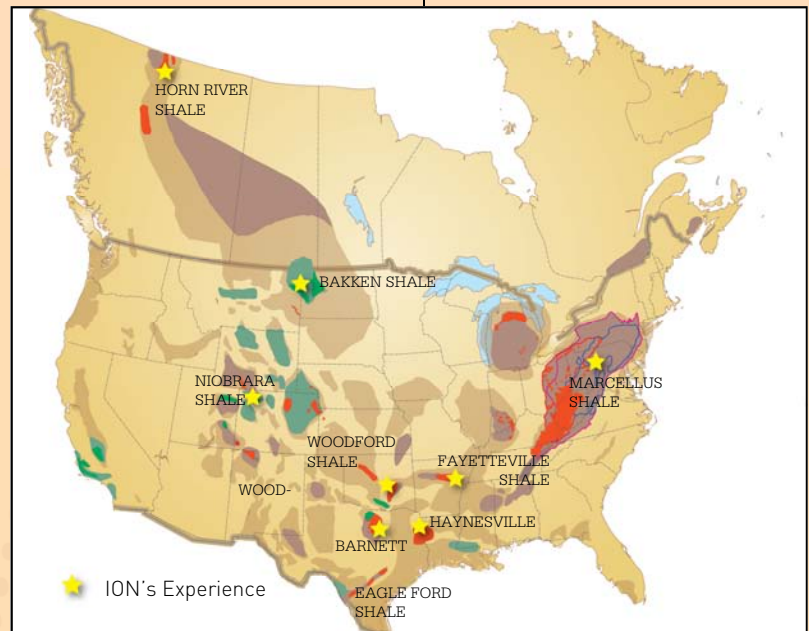 HORN RIVER
SHALE
BAKKEN SHALE
NIOBRARA
SHALE
MARCELLUS
SHALE
WOODFORD
SHALE
FAYETTEVILLE
SHALE
WOOD-
HAYNESVILLE
BARNETT
ION's Experience
EAGLE FORD
SHALE